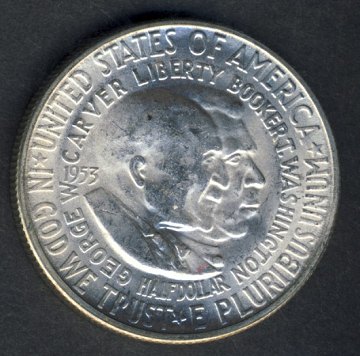 UNITED STATES OF AMERICA
IN GOD WE TRUST ★ E PLURIBUS UNUM
GEORGE W. CARVER LIBERTY BOOKER T. WASHINGTON
HALF DOLLAR
1953